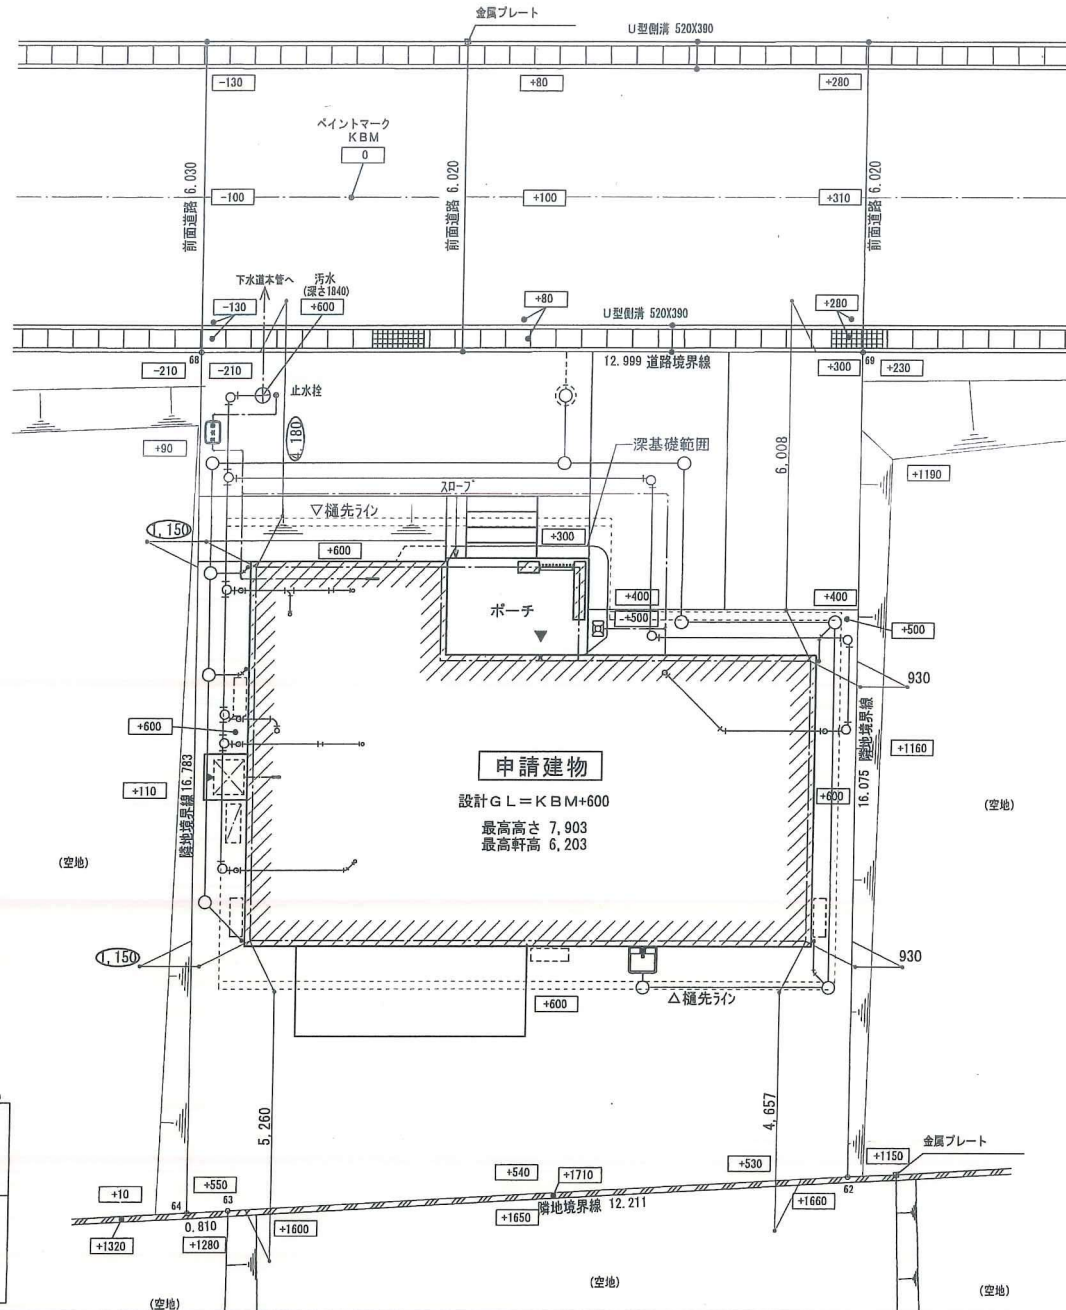 金属プレート
U型側溝 520X390
-130
+80
+280
ペイントマーク
KBM
0
前面道路 6.030
前面道路 6.020
前面道路 6.020
-100
+100
+310
下水道本管へ
汚水
(深さ1840)
+600
-130
+80
U型側溝 520X390
+280
68
12.999 道路境界線
69
-210
-210
+300
+230
止水栓
4,180
+90
深基礎範囲
6,008
+1190
スロープ
▽樋先ライン
1,150
+600
+300
ポーチ
+400
+500
+400
+500
930
+600
隣地境界線 16.783
+110
申請建物
設計GL=KBM+600
最高高さ 7,903
最高軒高 6,203
+600
16.075 隣地境界線
+1160
(空地)
(空地)
1,150
930
+600
△樋先ライン
5,260
4,657
金属プレート
+10
+550
+540
+1710
+530
+1150
64
63
62
0.810
隣地境界線 12.211
+1320
+1280
+1600
+1650
+1660
(空地)
(空地)
(空地)